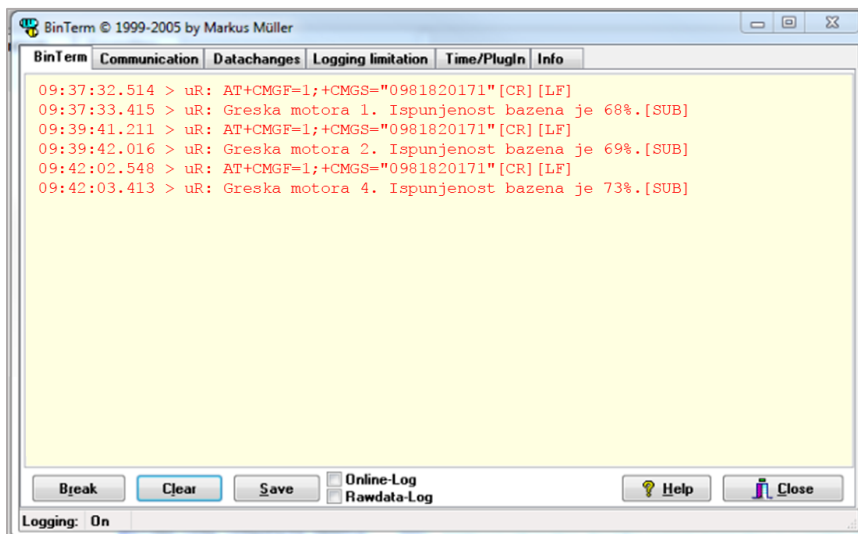 BinTerm © 1999-2005 by Markus Müller
BinTerm Communication Datachanges Logging limitation Time/PlugIn Info
09:37:32.514 > uR: AT+CMGF=1;+CMGS="0981820171"[CR][LF]
09:37:33.415 > uR: Greska motora 1. Ispunjenost bazena je 68%.[SUB]
09:39:41.211 > uR: AT+CMGF=1;+CMGS="0981820171"[CR][LF]
09:39:42.016 > uR: Greska motora 2. Ispunjenost bazena je 69%.[SUB]
09:42:02.548 > uR: AT+CMGF=1;+CMGS="0981820171"[CR][LF]
09:42:03.413 > uR: Greska motora 4. Ispunjenost bazena je 73%.[SUB]
Break Clear Save Online-Log Help Close
Rawdata-Log
Logging: On